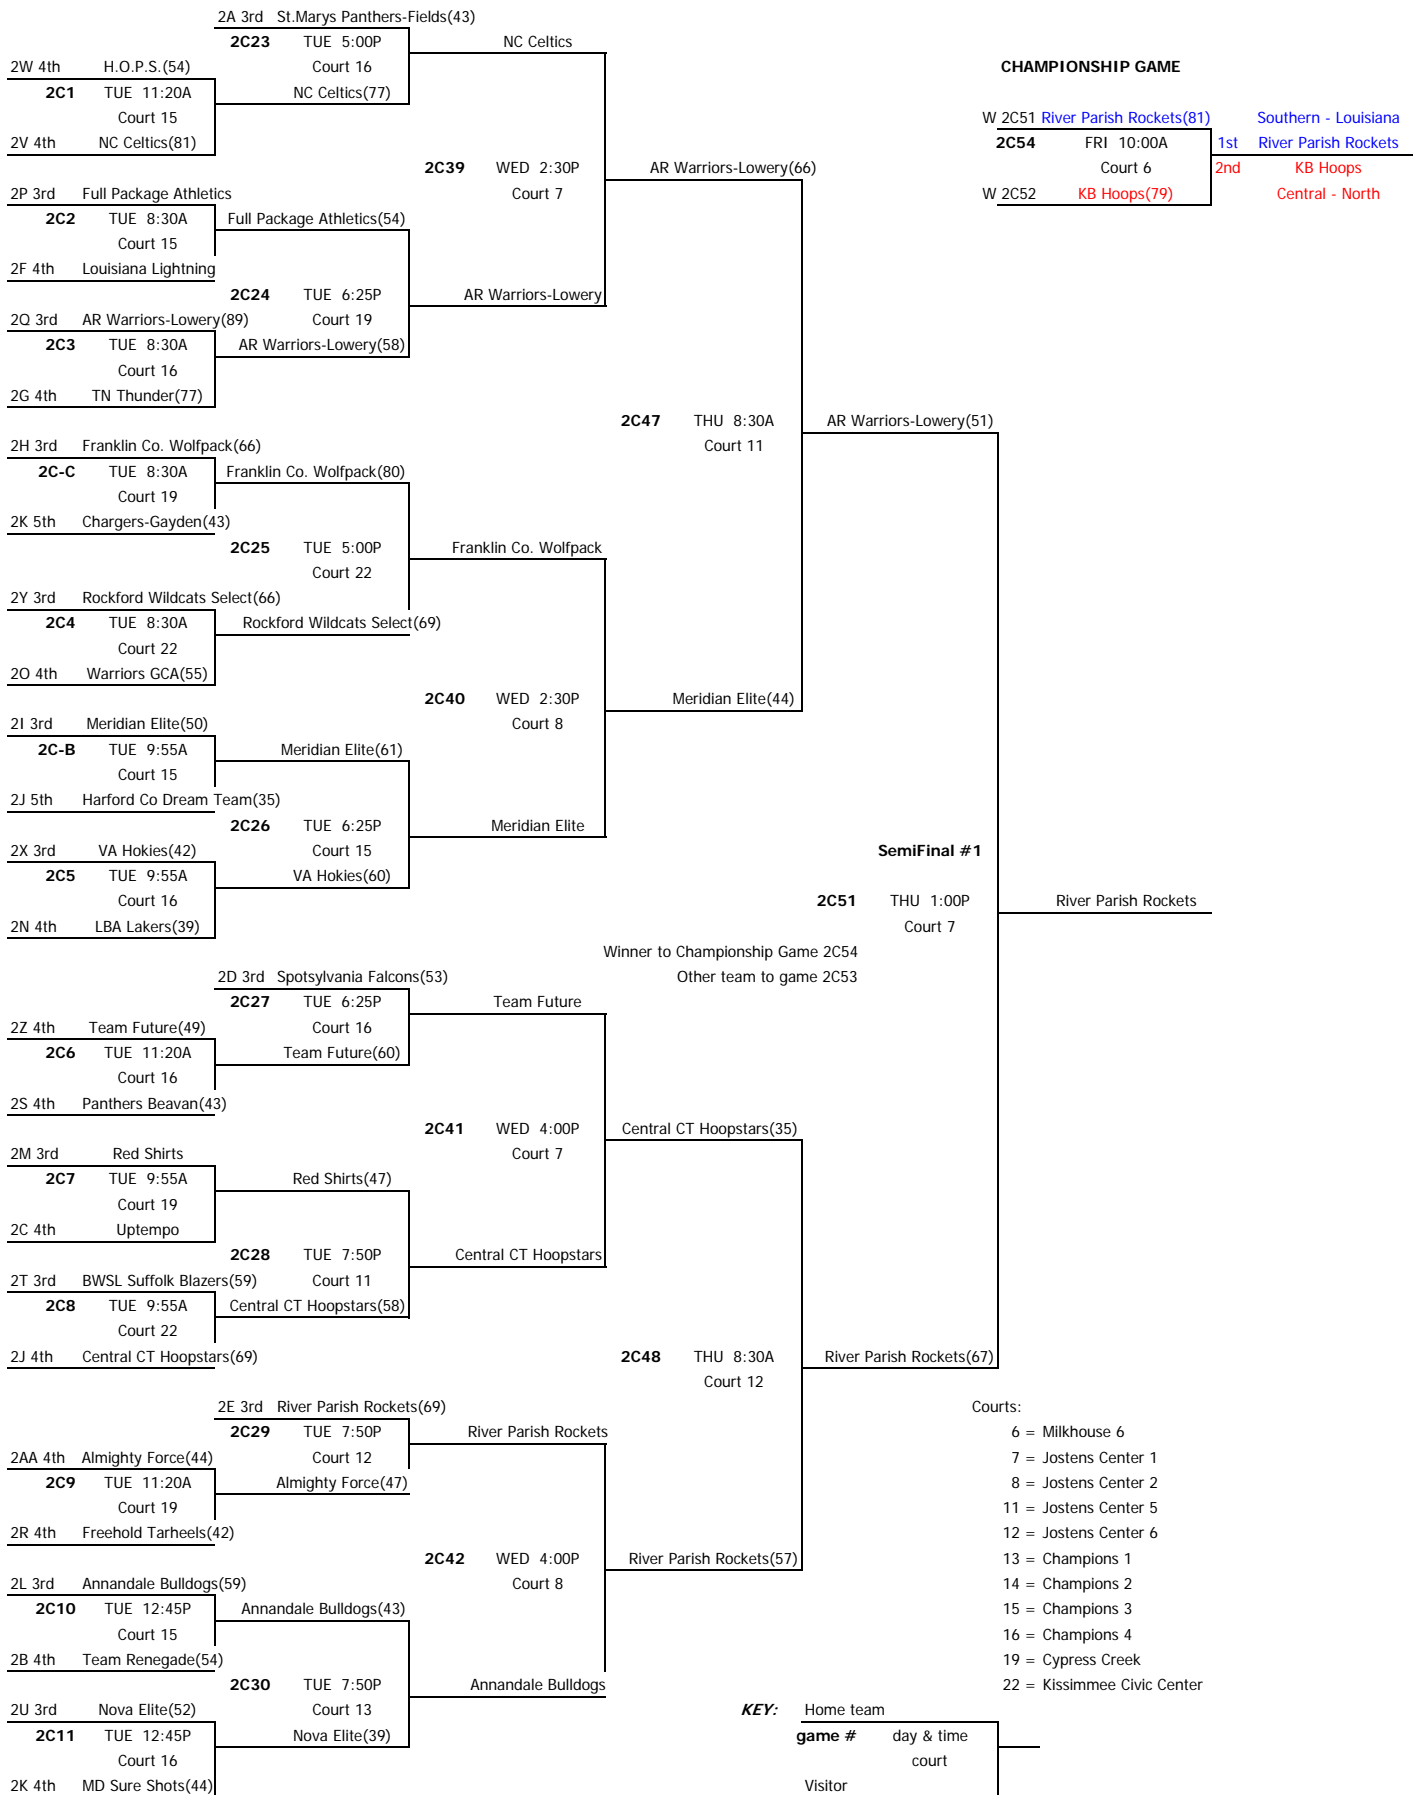 2A 3rd St.Marys Panthers-Fields(43)
2C23 TUE 5:00P NC Celtics
2W 4th H.O.P.S.(54) Court 16 CHAMPIONSHIP GAME
2C1 TUE 11:20A NC Celtics(77)
Court 15 W 2C51 River Parish Rockets(81) Southern - Louisiana
2V 4th NC Celtics(81) 2C54 FRI 10:00A 1st River Parish Rockets
2C39 WED 2:30P AR Warriors-Lowery(66) Court 6 2nd KB Hoops
2P 3rd Full Package Athletics Court 7 W 2C52 KB Hoops(79) Central - North
2C2 TUE 8:30A Full Package Athletics(54)
Court 15
2F 4th Louisiana Lightning
2C24 TUE 6:25P AR Warriors-Lowery
2Q 3rd AR Warriors-Lowery(89) Court 19
2C3 TUE 8:30A AR Warriors-Lowery(58)
Court 16
2G 4th TN Thunder(77)
2C47 THU 8:30A AR Warriors-Lowery(51)
2H 3rd Franklin Co. Wolfpack(66) Court 11
2C-C TUE 8:30A Franklin Co. Wolfpack(80)
Court 19
2K 5th Chargers-Gayden(43)
2C25 TUE 5:00P Franklin Co. Wolfpack
Court 22
2Y 3rd Rockford Wildcats Select(66)
2C4 TUE 8:30A Rockford Wildcats Select(69)
Court 22
2O 4th Warriors GCA(55)
2C40 WED 2:30P Meridian Elite(44)
2I 3rd Meridian Elite(50) Court 8
2C-B TUE 9:55A Meridian Elite(61)
Court 15
2J 5th Harford Co Dream Team(35)
2C26 TUE 6:25P Meridian Elite
2X 3rd VA Hokies(42) Court 15 SemiFinal #1
2C5 TUE 9:55A VA Hokies(60)
Court 16 2C51 THU 1:00P River Parish Rockets
2N 4th LBA Lakers(39) Court 7
Winner to Championship Game 2C54
2D 3rd Spotsylvania Falcons(53) Other team to game 2C53
2C27 TUE 6:25P Team Future
2Z 4th Team Future(49) Court 16
2C6 TUE 11:20A Team Future(60)
Court 16
2S 4th Panthers Beavan(43)
2C41 WED 4:00P Central CT Hoopstars(35)
2M 3rd Red Shirts Court 7
2C7 TUE 9:55A Red Shirts(47)
Court 19
2C 4th Uptempo
2C28 TUE 7:50P Central CT Hoopstars
2T 3rd BWSL Suffolk Blazers(59) Court 11
2C8 TUE 9:55A Central CT Hoopstars(58)
Court 22
2J 4th Central CT Hoopstars(69) 2C48 THU 8:30A River Parish Rockets(67)
Court 12
2E 3rd River Parish Rockets(69) Courts:
2C29 TUE 7:50P River Parish Rockets 6 = Milkhouse 6
2AA 4th Almighty Force(44) Court 12 7 = Jostens Center 1
2C9 TUE 11:20A Almighty Force(47) 8 = Jostens Center 2
Court 19 11 = Jostens Center 5
2R 4th Freehold Tarheels(42) 12 = Jostens Center 6
2C42 WED 4:00P River Parish Rockets(57) 13 = Champions 1
2L 3rd Annandale Bulldogs(59) Court 8 14 = Champions 2
2C10 TUE 12:45P Annandale Bulldogs(43) 15 = Champions 3
Court 15 16 = Champions 4
2B 4th Team Renegade(54) 19 = Cypress Creek
2C30 TUE 7:50P Annandale Bulldogs 22 = Kissimmee Civic Center
2U 3rd Nova Elite(52) Court 13 KEY: Home team
2C11 TUE 12:45P Nova Elite(39) game # day & time
Court 16 court
2K 4th MD Sure Shots(44) Visitor